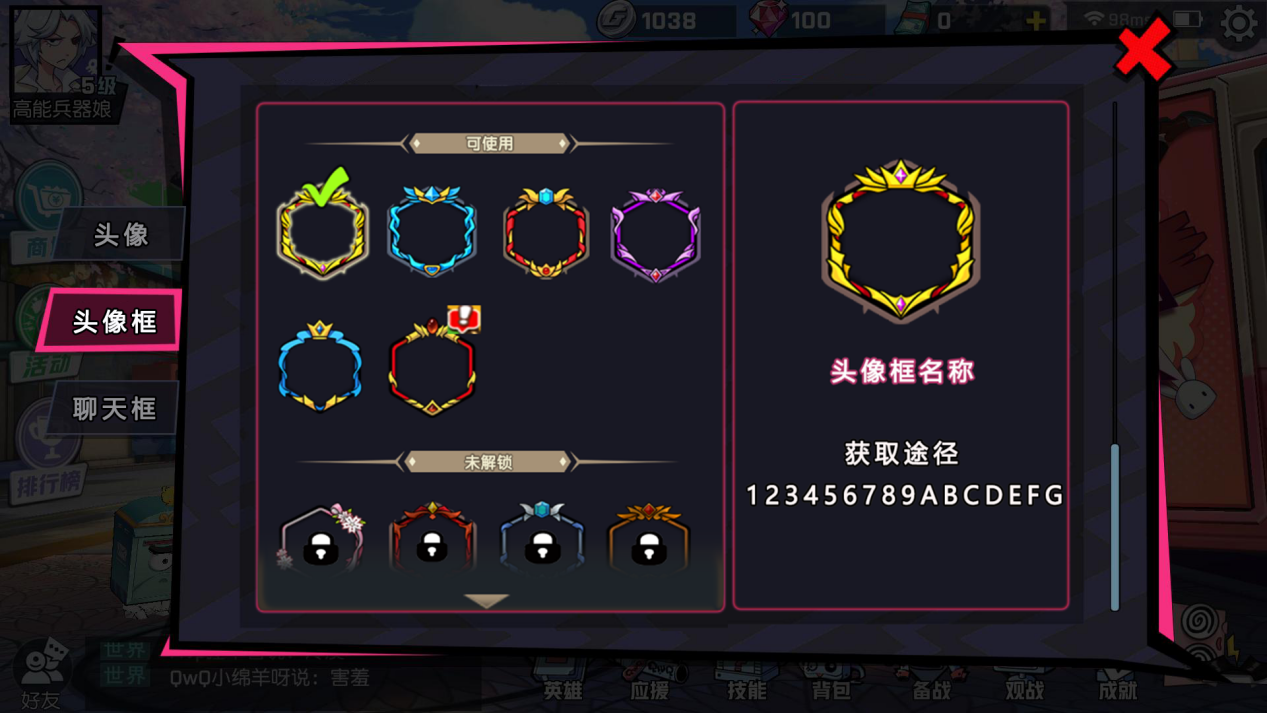 1038
100
0
98ms
5级
高能兵器娘
可使用
头像
头像框
活动
聊天框
排行榜
头像框名称
获取途径
123456789ABCDEFG
未解锁
世界
世界 QwQ小绵羊呀说：害羞
好友
英雄
应援
技能
背包
备战
观战
成就